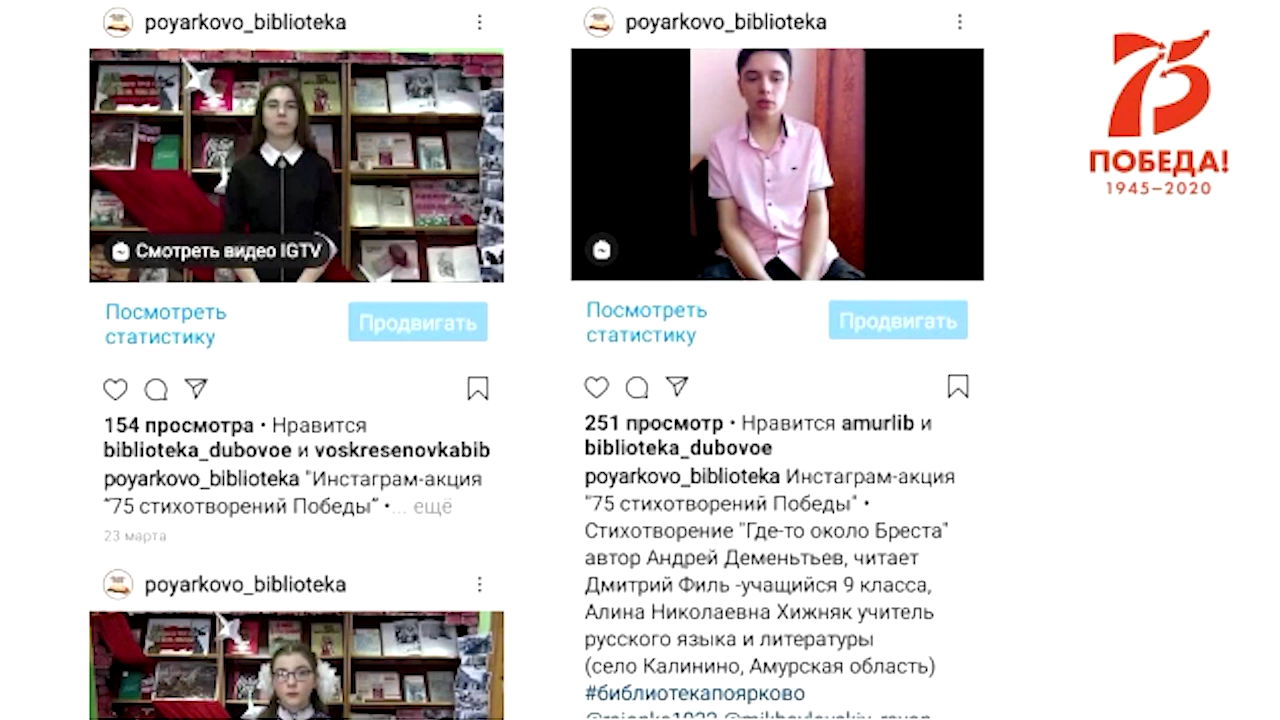 poyarkovo_biblioteka
Смотреть видео IGTV
Посмотреть
статистику
Продвигать
154 просмотра • Нравится
biblioteka_dubovoe и voskresenovkabib
poyarkovo_biblioteka "Инстаграм-акция
"75 стихотворений Победы" •... ещё
23 марта
poyarkovo_biblioteka
poyarkovo_biblioteka
Посмотреть
статистику
Продвигать
251 просмотр • Нравится amurlib и
biblioteka_dubovoe
poyarkovo_biblioteka Инстаграм-акция
"75 стихотворений Победы" •
Стихотворение "Где-то около Бреста"
автор Андрей Деменьтьев, читает
Дмитрий Филь -учащийся 9 класса,
Алина Николаевна Хижняк учитель
русского языка и литературы
(село Калинино, Амурская область)
#библиотекапоярково
75
ПОБЕДА!
1945–2020